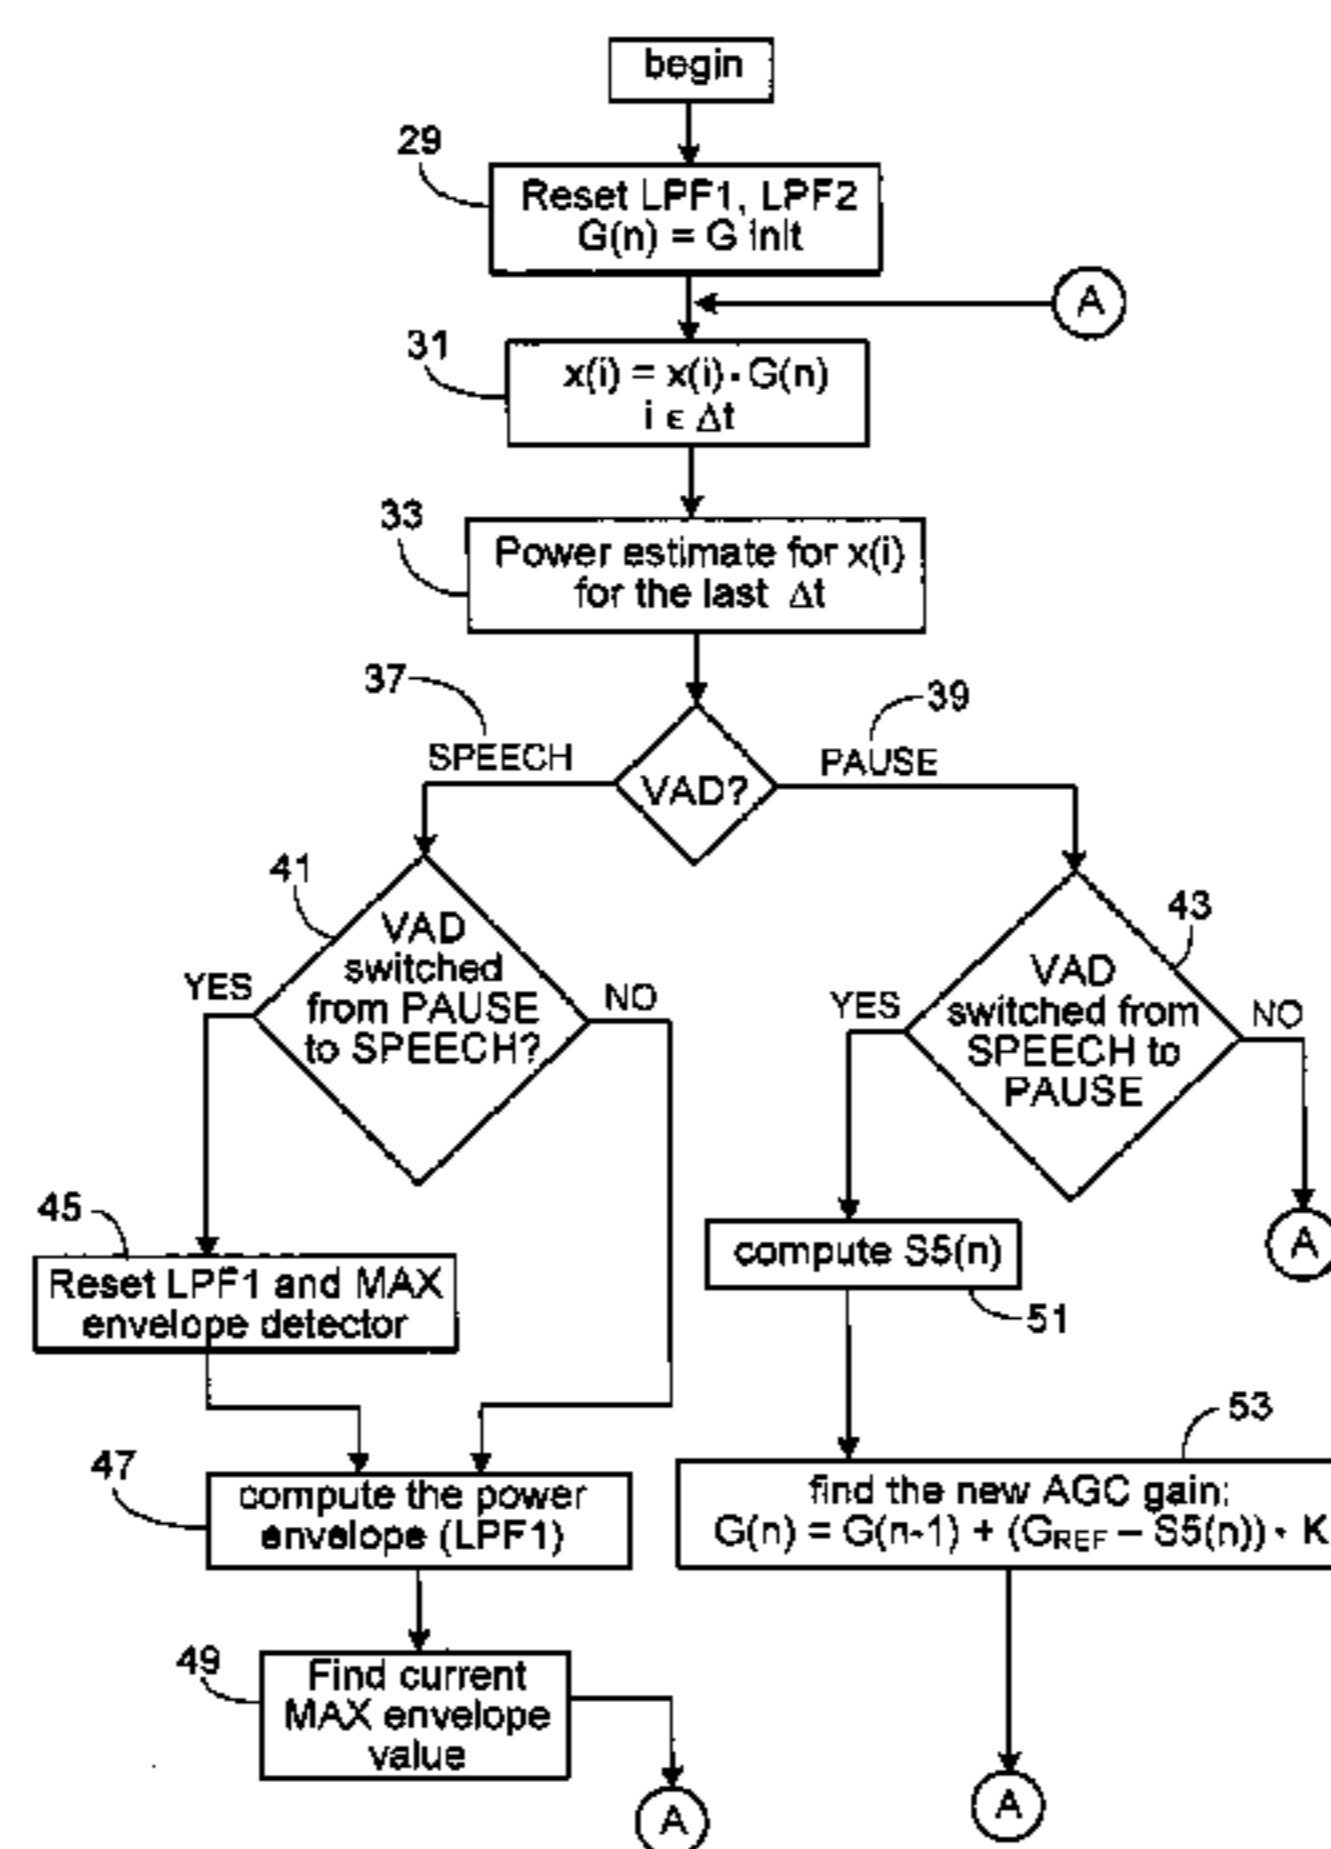 begin
29
Reset LPF1, LPF2
G(n) = G init
A
31
x(i) = x(i) · G(n)
i ε Δt
33
Power estimate for x(i)
for the last Δt
37
39
SPEECH
VAD?
PAUSE
41
VAD
switched
from PAUSE
to SPEECH?
YES
NO
43
VAD
switched from
SPEECH to
PAUSE
YES
NO
A
45
Reset LPF1 and MAX
envelope detector
compute S5(n)
51
47
compute the power
envelope (LPF1)
53
find the new AGC gain:
G(n) = G(n-1) + (GREF – S5(n)) · K
49
Find current
MAX envelope
value
A
A